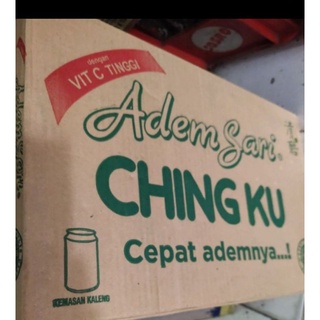 dengan
VIT C TINGGI
Adem Sari®
CHING KU
Cepat ademnya...!
KEMASAN KALENG